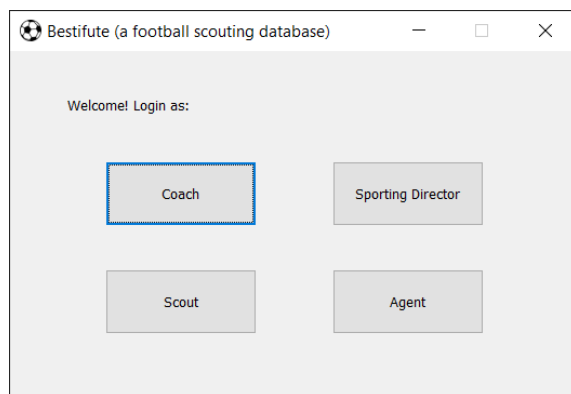 Bestifute (a football scouting database)
Welcome! Login as:
Coach
Sporting Director
Scout
Agent